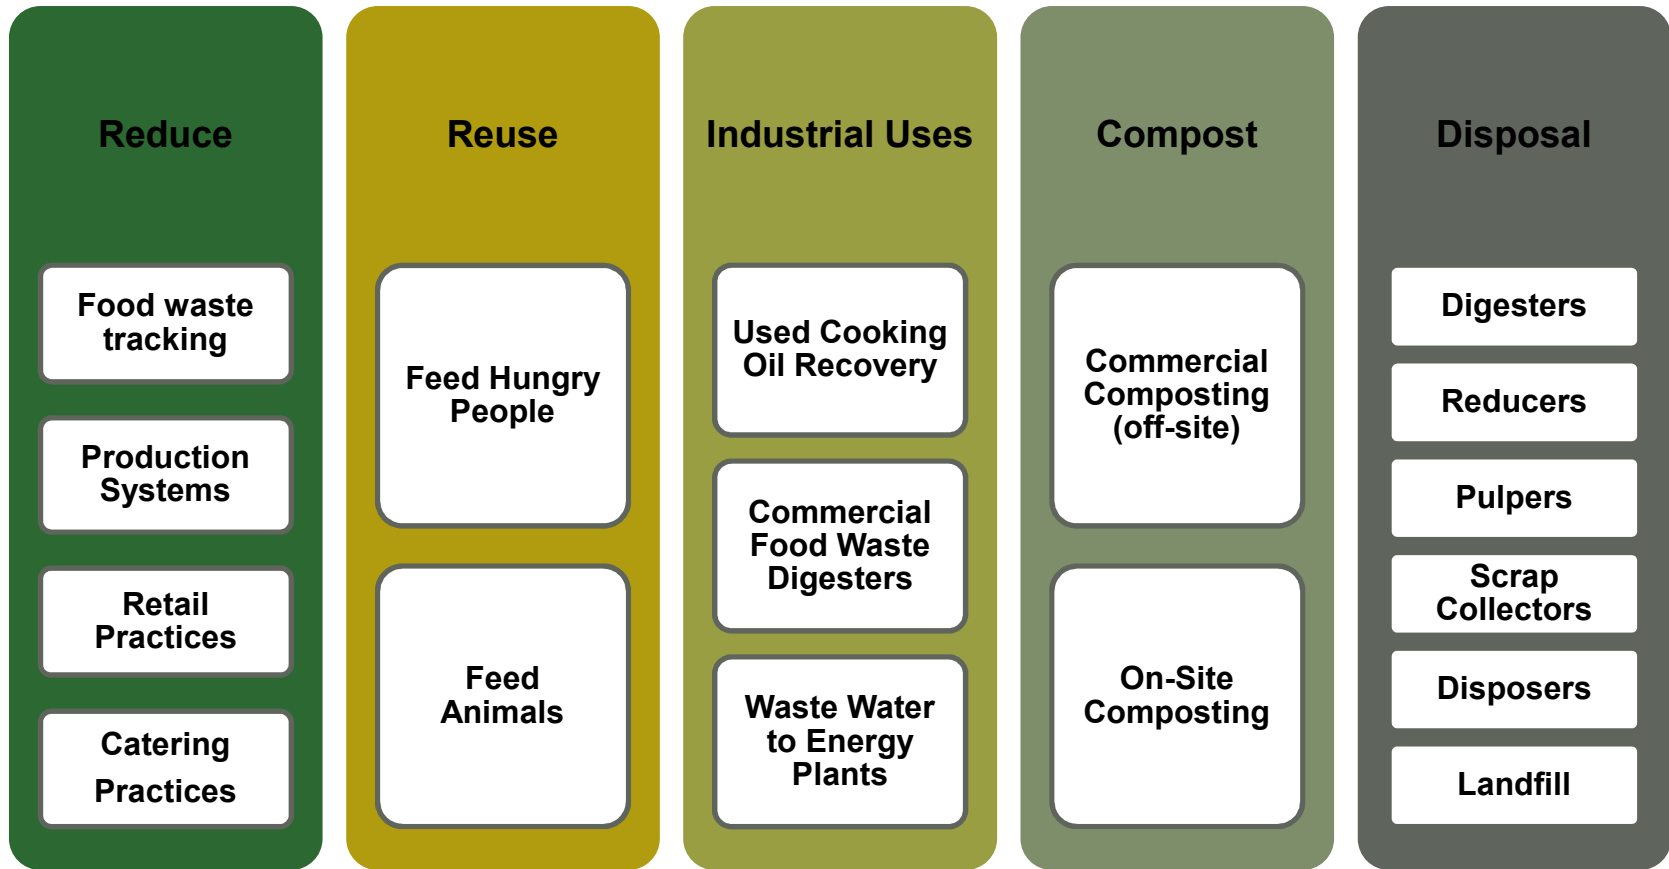 Reduce
Food waste
tracking
Production
Systems
Retail
Practices
Catering
Practices
Reuse
Feed Hungry
People
Feed
Animals
Industrial Uses
Used Cooking
Oil Recovery
Commercial
Food Waste
Digesters
Waste Water
to Energy
Plants
Compost
Commercial
Composting
(off-site)
On-Site
Composting
Disposal
Digesters
Reducers
Pulpers
Scrap
Collectors
Disposers
Landfill